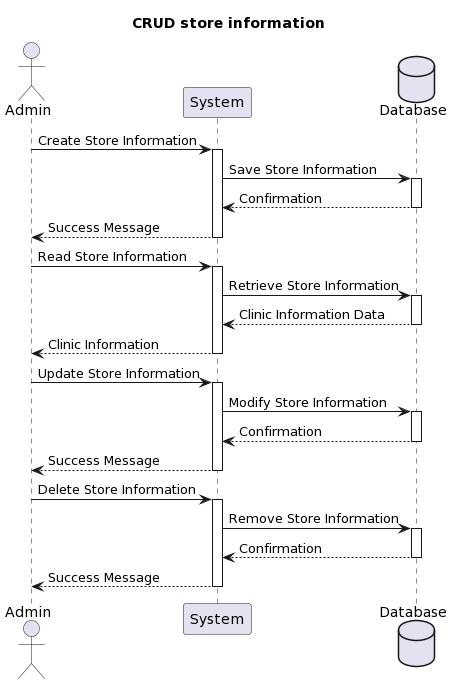 CRUD store information
Admin
System
Database
Create Store Information
Save Store Information
Confirmation
Success Message
Read Store Information
Retrieve Store Information
Clinic Information Data
Clinic Information
Update Store Information
Modify Store Information
Confirmation
Success Message
Delete Store Information
Remove Store Information
Confirmation
Success Message
Admin
System
Database